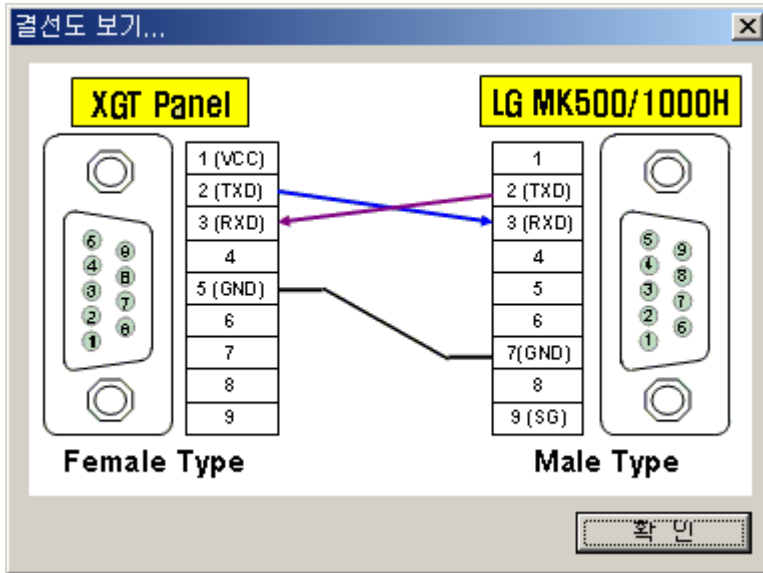 결선도 보기...
XGT Panel
LG MK500/1000H
1 (VCC)
2 (TXD)
3 (RXD)
4
5 (GND)
6
7
8
9
1
2 (TXD)
3 (RXD)
4
5
6
7(GND)
8
9 (SG)
5
4
3
2
1
9
8
7
6
5
4
3
2
1
9
8
7
6
Female Type
Male Type
확 인